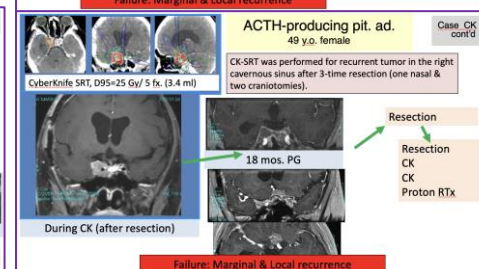 Failure: Marginal & Local recurrence
ACTH-producing pit. ad.
49 y.o. female
Case_CK
cont'd
CK-SRT was performed for recurrent tumor in the right
cavernous sinus after 3-time resection (one nasal &
two craniotomies).
CyberKnife SRT, D95=25 Gy/ 5 fx. (3.4 ml)
Resection
18 mos. PG
Resection
CK
CK
Proton RTx
During CK (after resection)
Failure: Marginal & Local recurrence